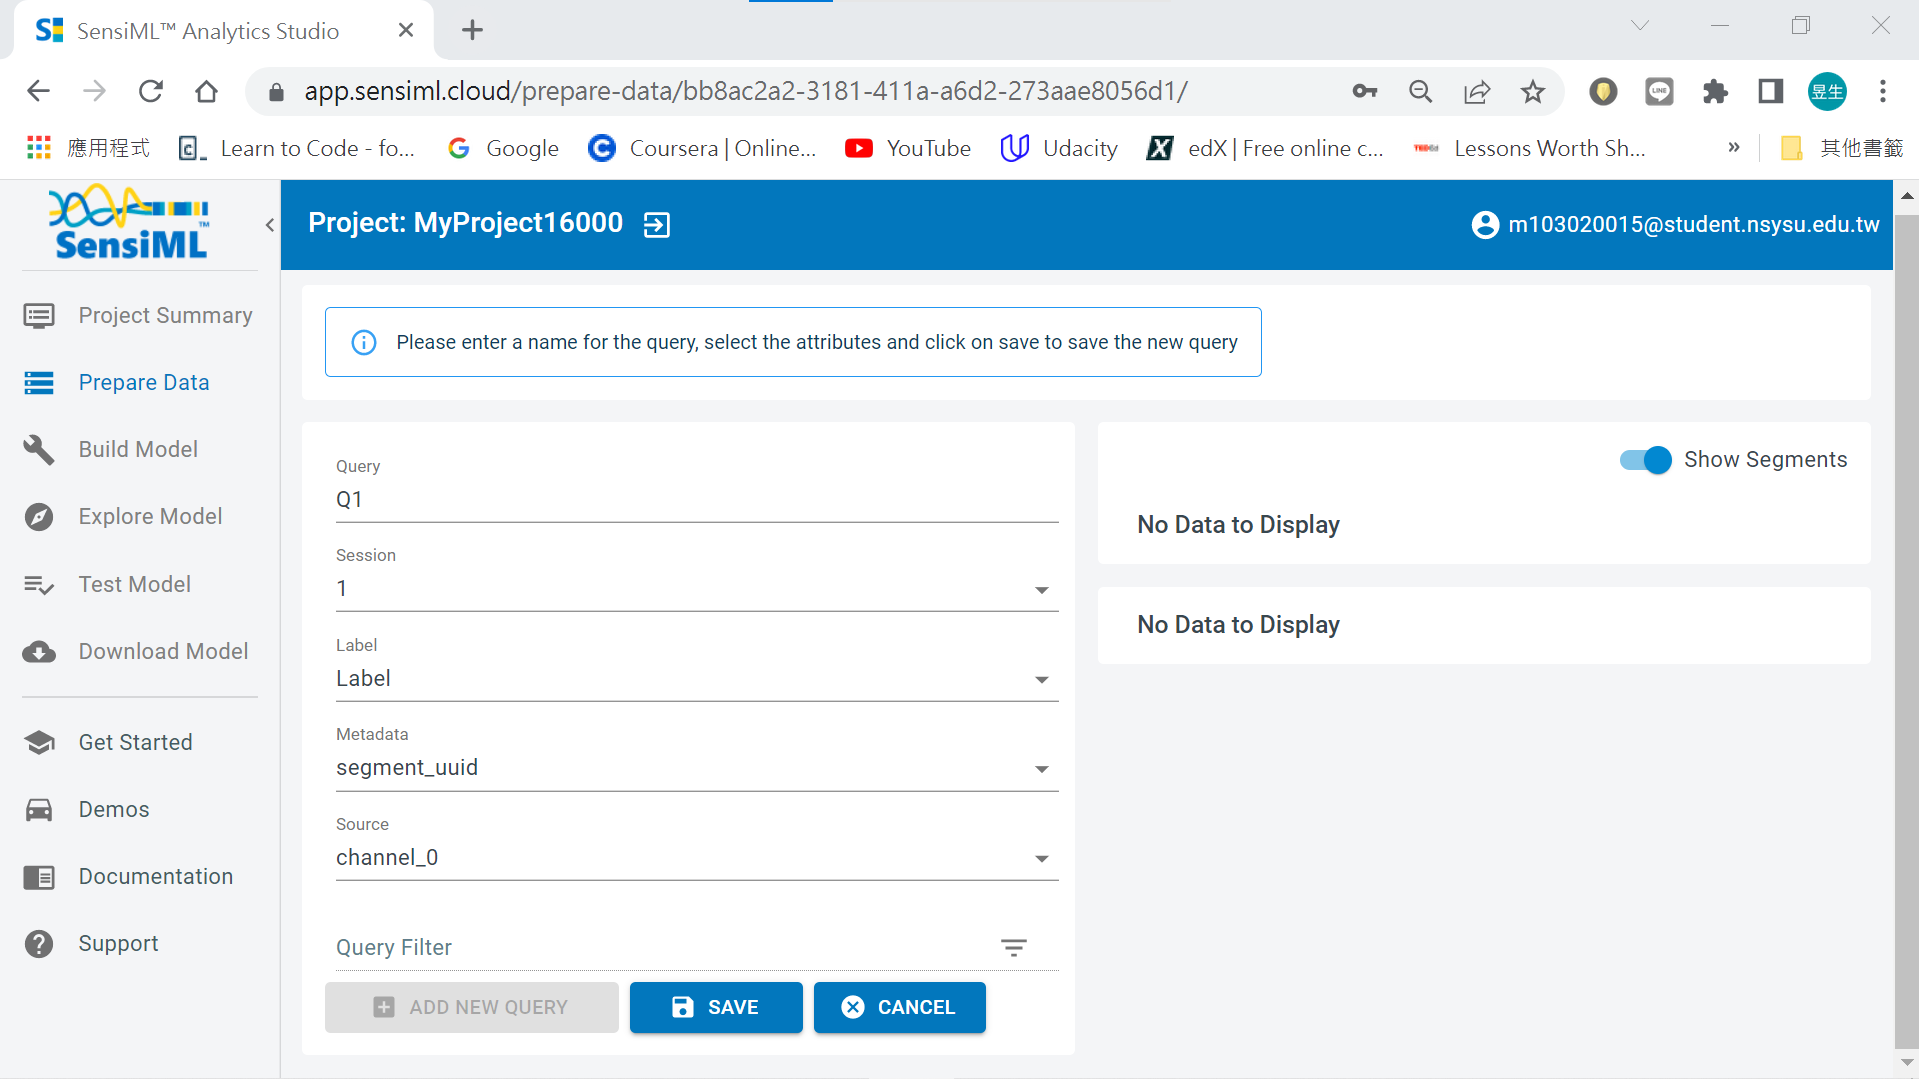 SensiML™ Analytics Studio
app.sensiml.cloud/prepare-data/bb8ac2a2-3181-411a-a6d2-273aae8056d1/
昱生
應用程式
Learn to Code - fo...
Google
Coursera | Online...
YouTube
Udacity
edX | Free online c...
Lessons Worth Sh...
»
其他書籤
SensiML™
Project: MyProject16000
m103020015@student.nsysu.edu.tw
Project Summary
Prepare Data
Build Model
Explore Model
Test Model
Download Model
Get Started
Demos
Documentation
Support
Please enter a name for the query, select the attributes and click on save to save the new query
Query
Q1
Session
1
Label
Label
Metadata
segment_uuid
Source
channel_0
Query Filter
ADD NEW QUERY
SAVE
CANCEL
Show Segments
No Data to Display
No Data to Display